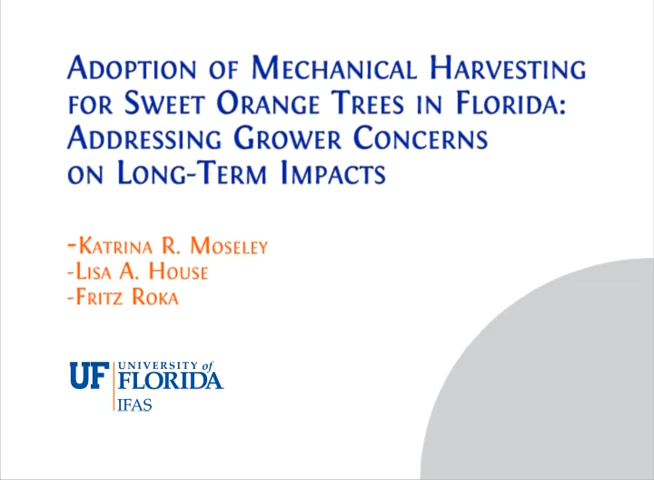 Adoption of Mechanical Harvesting
for Sweet Orange Trees in Florida:
Addressing Grower Concerns
on Long-Term Impacts
-Katrina R. Moseley
-Lisa A. House
-Fritz Roka
UF UNIVERSITY of
FLORIDA
IFAS